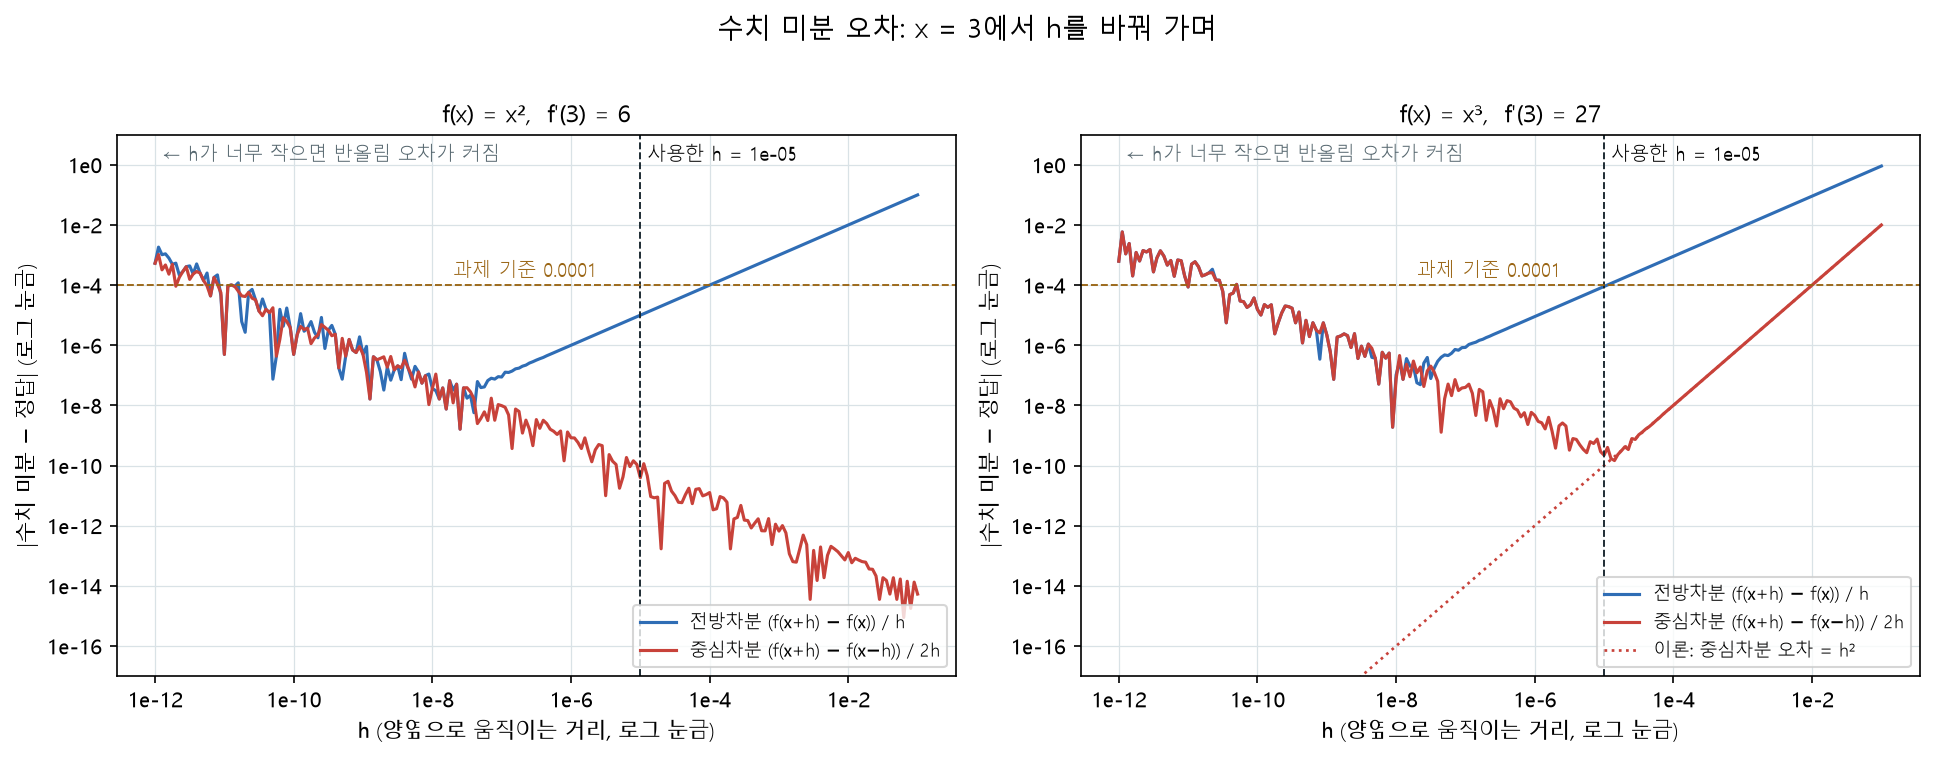 수치 미분 오차: x = 3에서 h를 바꿔 가며
f(x) = x², f'(3) = 6
← h가 너무 작으면 반올림 오차가 커짐
사용한 h = 1e-05
과제 기준 0.0001
|수치 미분 − 정답| (로그 눈금)
1e0
1e-2
1e-4
1e-6
1e-8
1e-10
1e-12
1e-14
1e-16
전방차분 (f(x+h) − f(x)) / h
중심차분 (f(x+h) − f(x−h)) / 2h
1e-12 1e-10 1e-8 1e-6 1e-4 1e-2
h (양옆으로 움직이는 거리, 로그 눈금)
f(x) = x³, f'(3) = 27
← h가 너무 작으면 반올림 오차가 커짐
사용한 h = 1e-05
과제 기준 0.0001
|수치 미분 − 정답| (로그 눈금)
1e0
1e-2
1e-4
1e-6
1e-8
1e-10
1e-12
1e-14
1e-16
전방차분 (f(x+h) − f(x)) / h
중심차분 (f(x+h) − f(x−h)) / 2h
이론: 중심차분 오차 = h²
1e-12 1e-10 1e-8 1e-6 1e-4 1e-2
h (양옆으로 움직이는 거리, 로그 눈금)